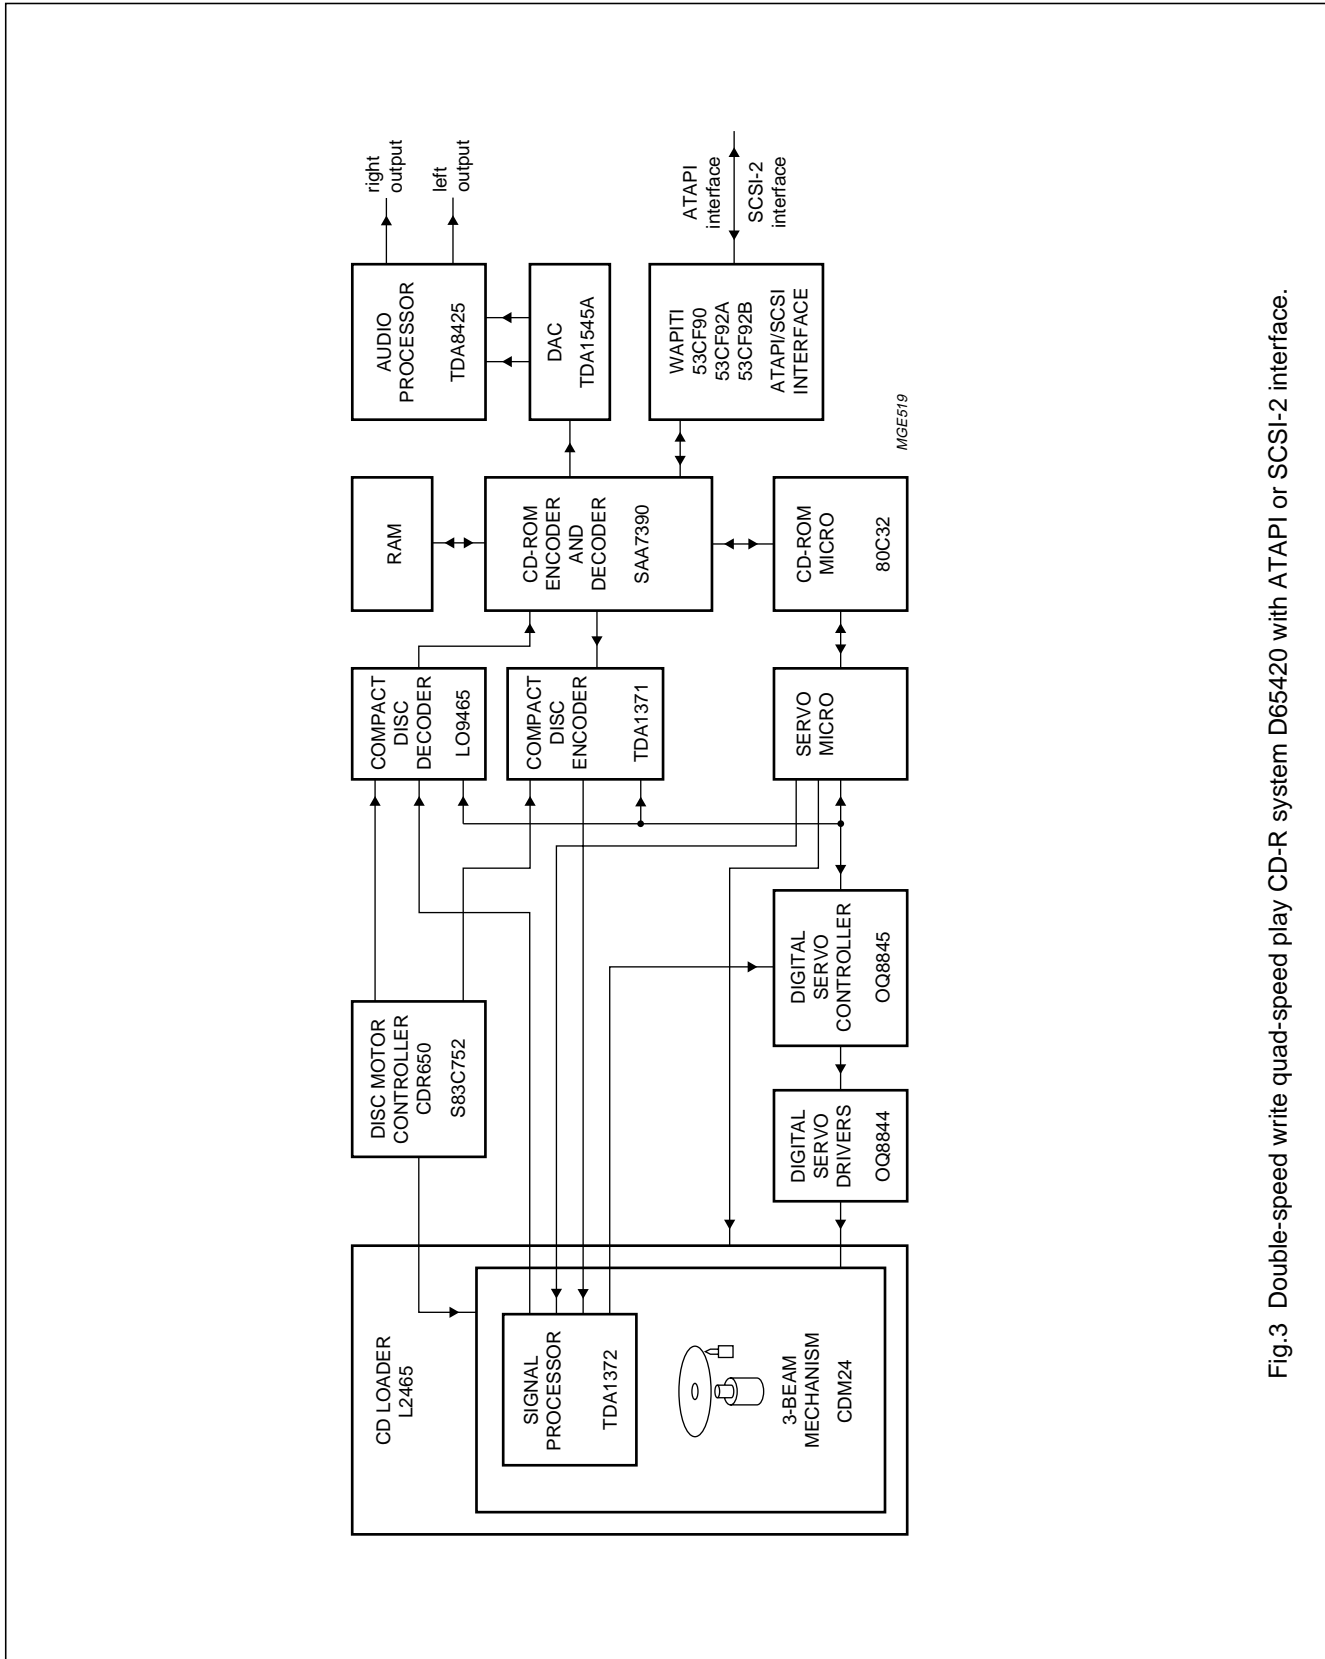 CD LOADER
L2465
SIGNAL
PROCESSOR
TDA1372
3-BEAM
MECHANISM
CDM24
DISC MOTOR
CONTROLLER
CDR650
S83C752
DIGITAL
SERVO
DRIVERS
OQ8844
DIGITAL
SERVO
CONTROLLER
OQ8845
COMPACT
DISC
DECODER
LO9465
COMPACT
DISC
ENCODER
TDA1371
SERVO
MICRO
RAM
CD-ROM
ENCODER
AND
DECODER
SAA7390
CD-ROM
MICRO
80C32
AUDIO
PROCESSOR
TDA8425
DAC
TDA1545A
WAPITI
53CF90
53CF92A
53CF92B
ATAPI/SCSI
INTERFACE
right
output
left
output
ATAPI
interface
SCSI-2
interface
MGE519
Fig.3 Double-speed write quad-speed play CD-R system D65420 with ATAPI or SCSI-2 interface.